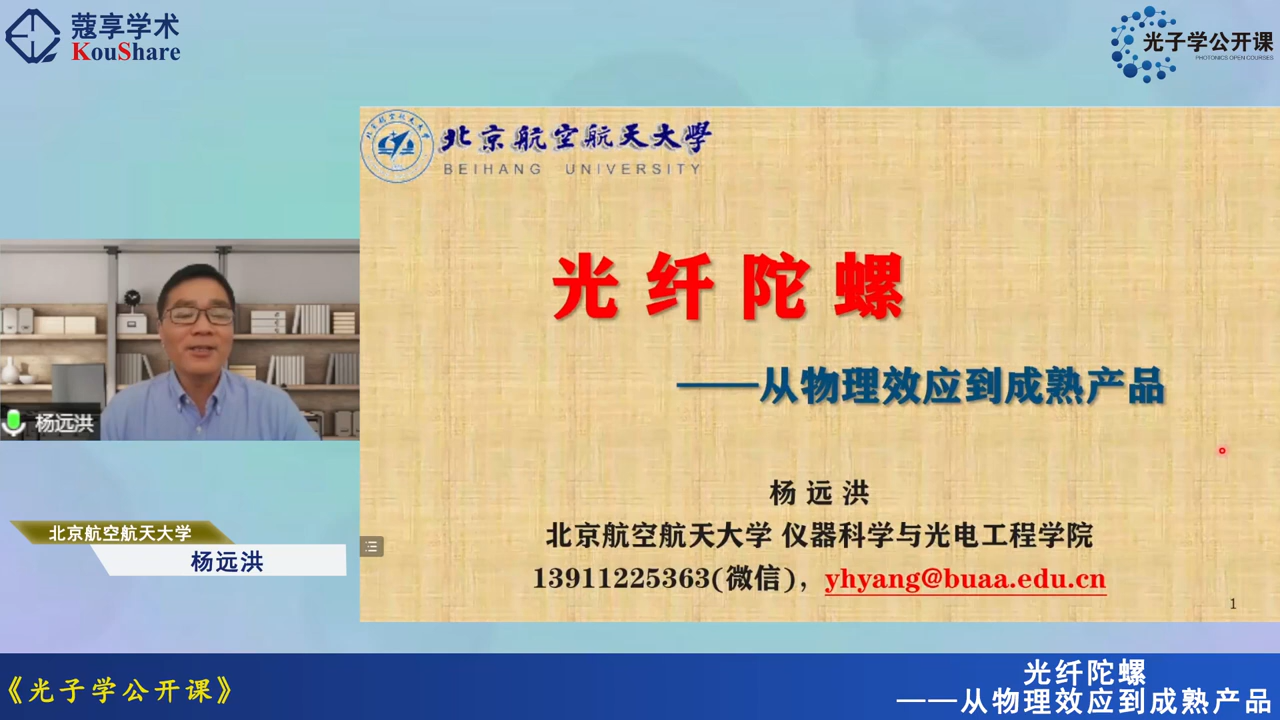 蔻享学术
KouShare
光子学公开课
PHOTONICS OPEN COURSES
北京航空航天大学
BEIHANG UNIVERSITY
光纤陀螺
——从物理效应到成熟产品
杨远洪
北京航空航天大学 仪器科学与光电工程学院
13911225363(微信)，yhyang@buaa.edu.cn
1
杨远洪
北京航空航天大学
杨远洪
《光子学公开课》
光纤陀螺
——从物理效应到成熟产品